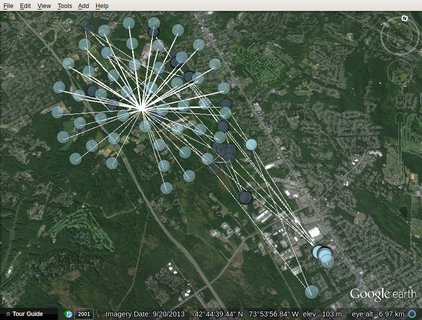 File Edit View Tools Add Help
N
Google earth
☆ Tour Guide 2001 Imagery Date: 9/20/2013 42°44'39.44" N 73°53'56.84" W elev 103 m eye alt 6.97 km